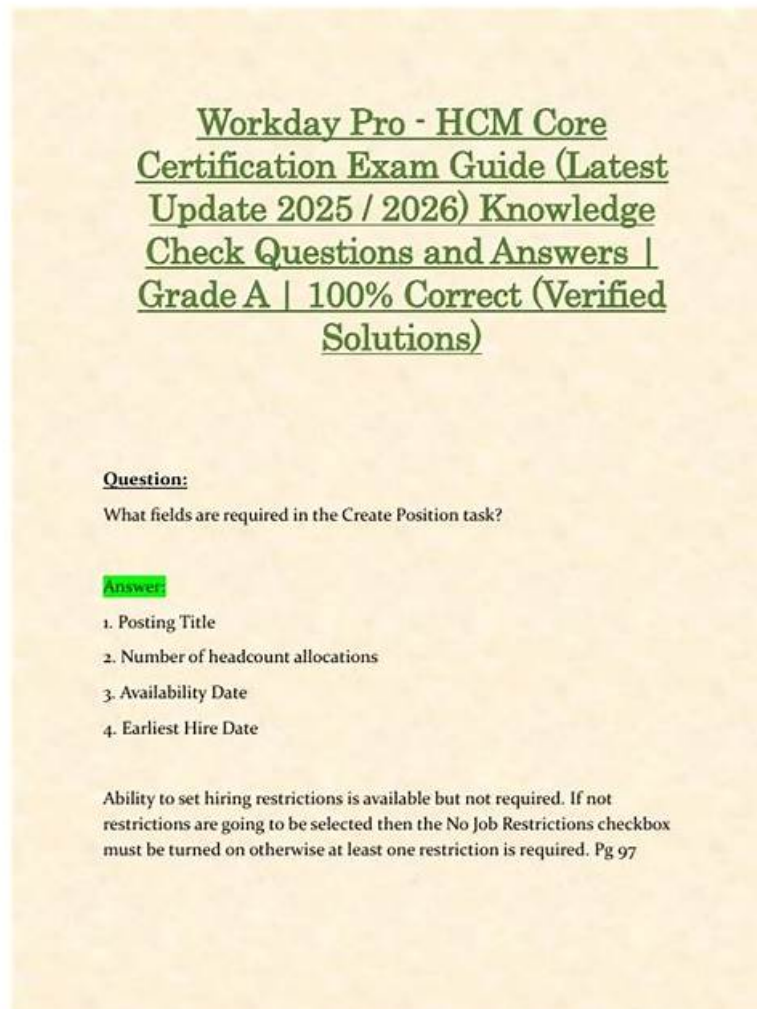 Workday Pro - HCM Core
Certification Exam Guide (Latest
Update 2025 / 2026) Knowledge
Check Questions and Answers |
Grade A | 100% Correct (Verified
Solutions)
Question:
What fields are required in the Create Position task?
Answer:
1. Posting Title
2. Number of headcount allocations
3. Availability Date
4. Earliest Hire Date
Ability to set hiring restrictions is available but not required. If not
restrictions are going to be selected then the No Job Restrictions checkbox
must be turned on otherwise at least one restriction is required. Pg 97